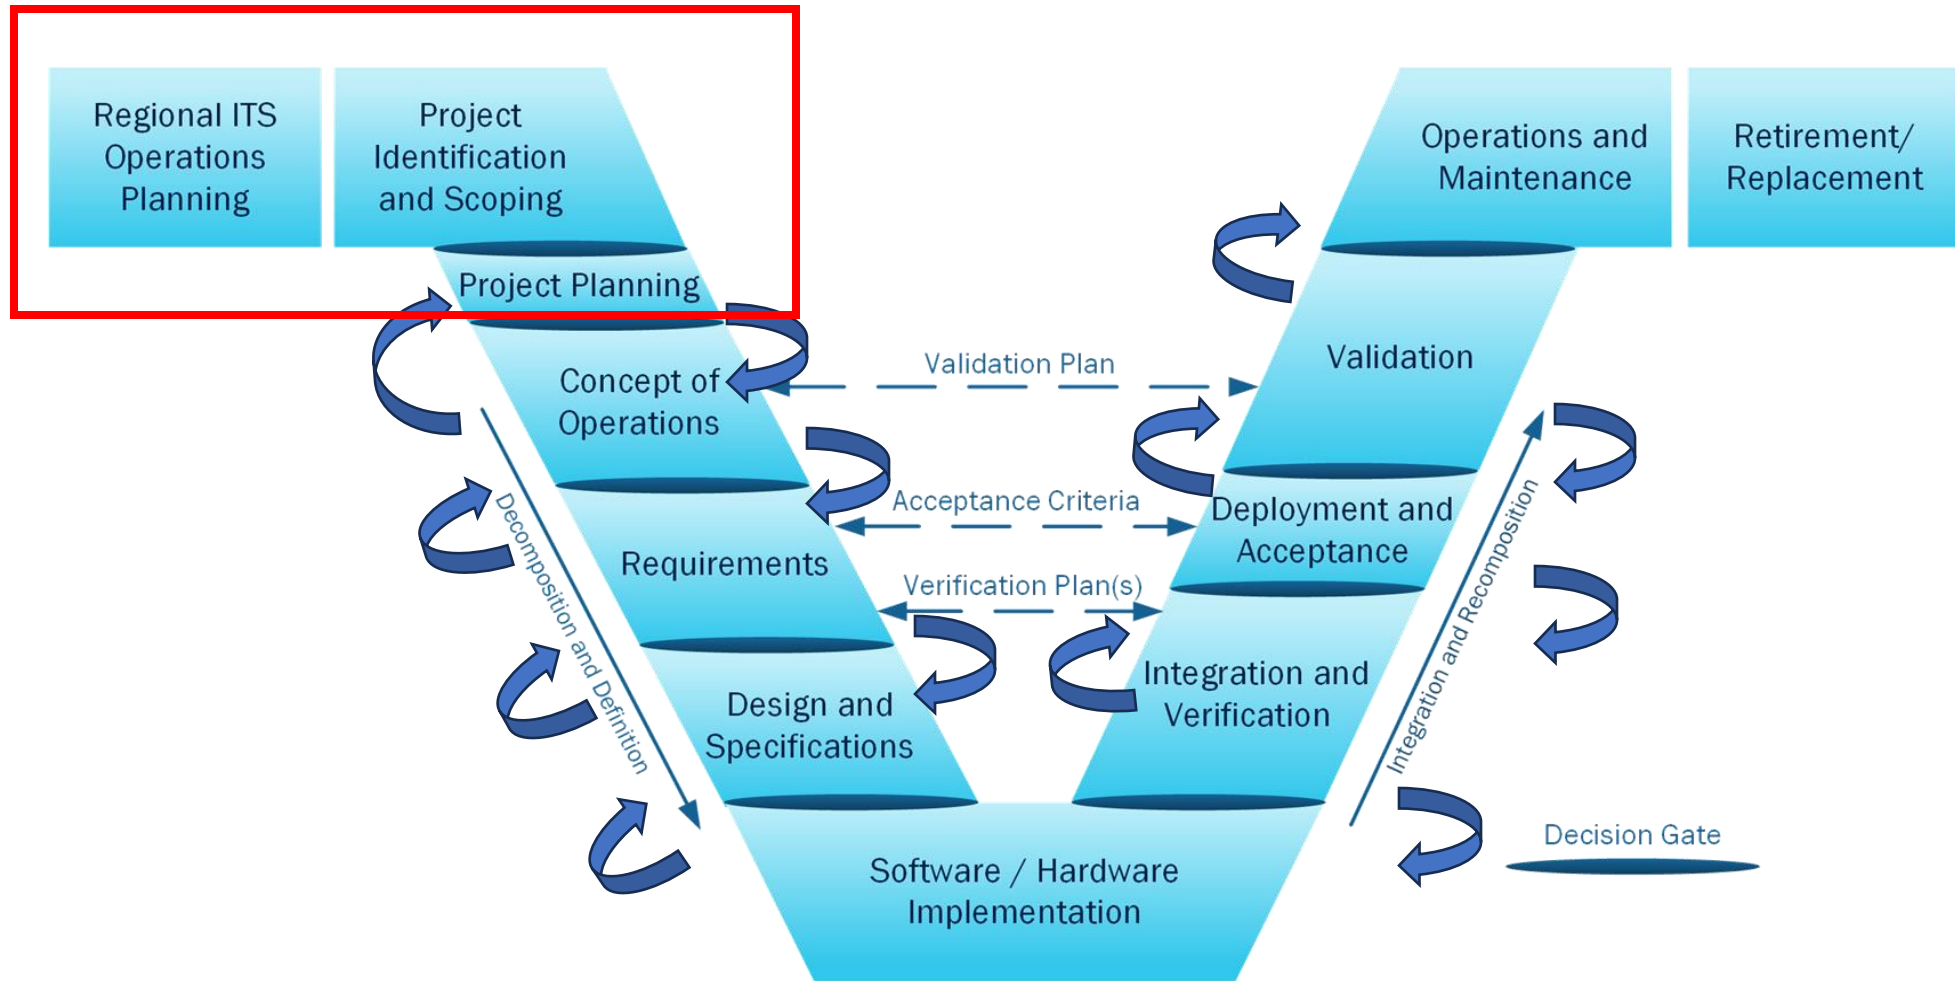 Regional ITS
Operations
Planning
Project
Identification
and Scoping
Project Planning
Concept of
Operations
Requirements
Design and
Specifications
Software / Hardware
Implementation
Decomposition and Definition
Validation Plan
Acceptance Criteria
Verification Plan(s)
Operations and
Maintenance
Retirement/
Replacement
Validation
Deployment and
Acceptance
Integration and
Verification
Integration and Recomposition
Decision Gate